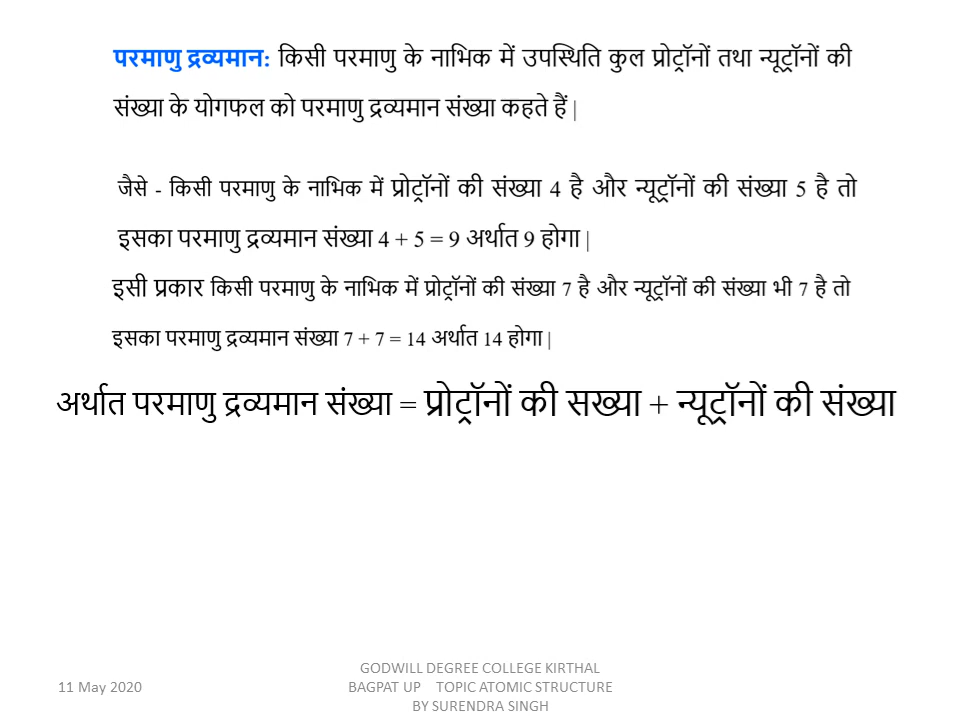 परमाणु द्रव्यमान: किसी परमाणु के नाभिक में उपस्थिति कुल प्रोट्रॉनों तथा न्यूट्रॉनों की
संख्या के योगफल को परमाणु द्रव्यमान संख्या कहते हैं|
जैसे - किसी परमाणु के नाभिक में प्रोट्रॉनों की संख्या 4 है और न्यूट्रॉनों की संख्या 5 है तो
इसका परमाणु द्रव्यमान संख्या 4 + 5 = 9 अर्थात 9 होगा|
इसी प्रकार किसी परमाणु के नाभिक में प्रोट्रॉनों की संख्या 7 है और न्यूट्रॉनों की संख्या भी 7 है तो
इसका परमाणु द्रव्यमान संख्या 7 + 7 = 14 अर्थात 14 होगा|
अर्थात परमाणु द्रव्यमान संंख्या = प्रोट्रॉनों की सख्या + न्यूट्रॉनों की संख्या
GODWILL DEGREE COLLEGE KIRTHAL
11 May 2020 BAGPAT UP TOPIC ATOMIC STRUCTURE
BY SURENDRA SINGH